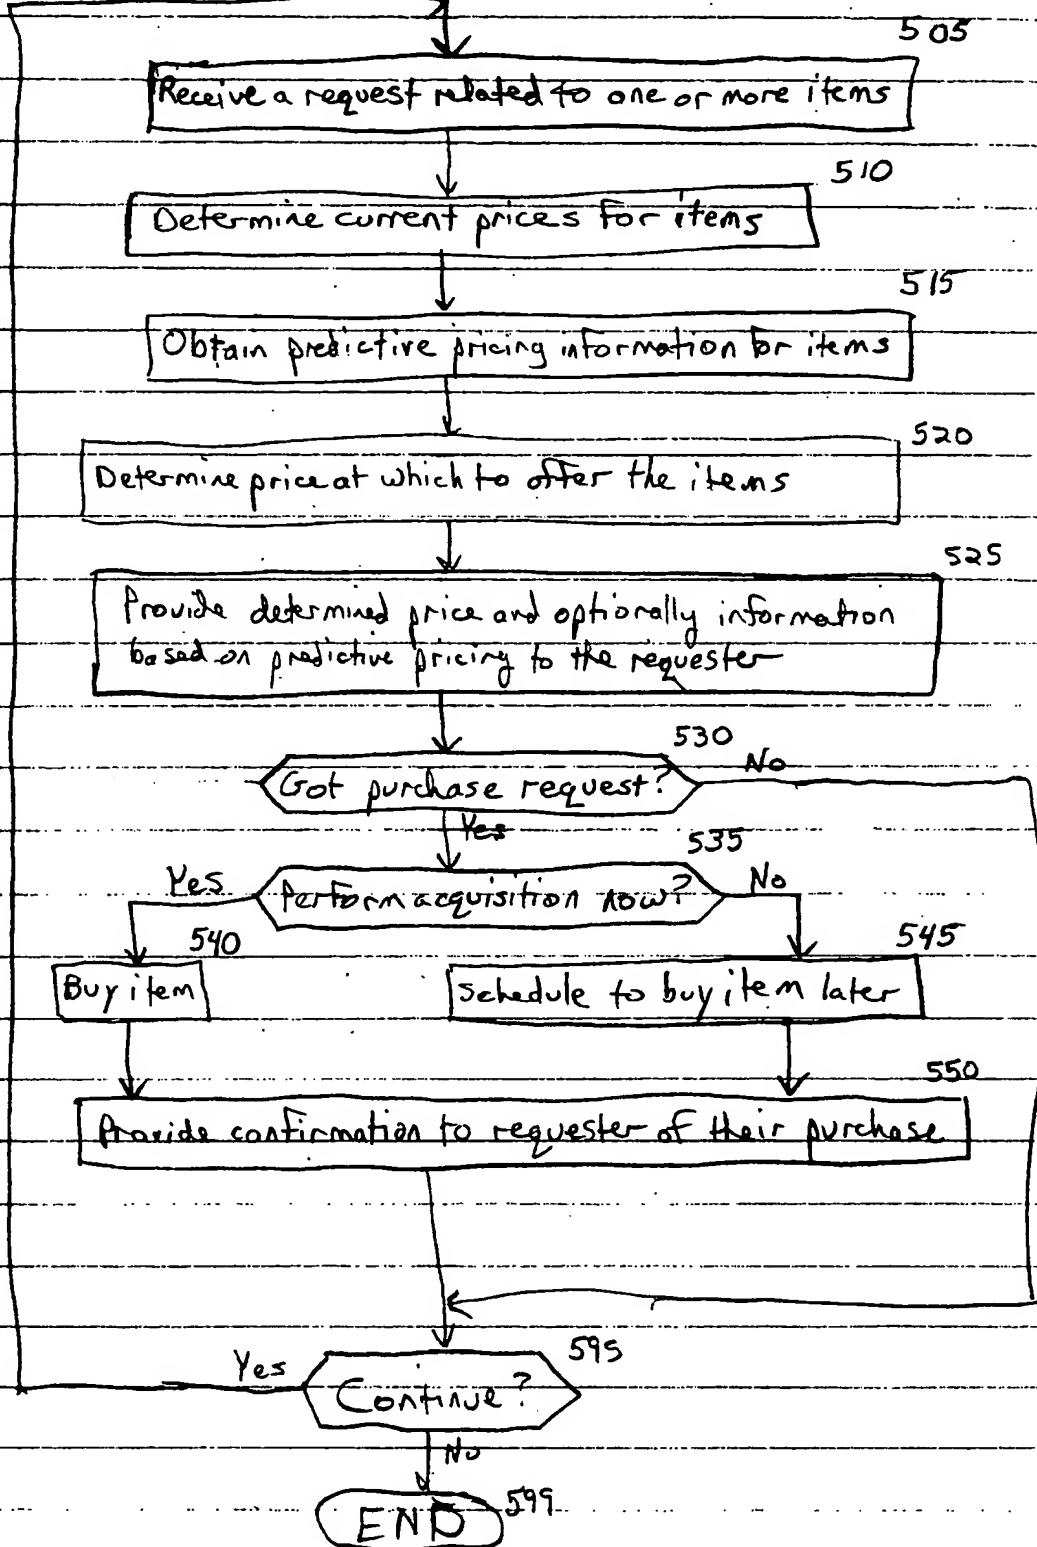 505
Receive a request related to one or more items
510
Determine current prices for items
515
Obtain predictive pricing information for items
520
Determine price at which to offer the items
525
Provide determined price and optionally information
based on predictive pricing to the requester
530
Got purchase request?
No
Yes
535
Perform acquisition now?
Yes
No
540
545
Buy item
Schedule to buy item later
550
Provide confirmation to requester of their purchase
595
Yes
Continue?
No
END
599